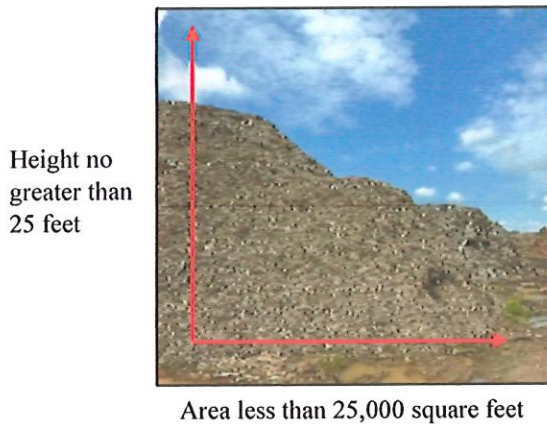 Height no
greater than
25 feet
Area less than 25,000 square feet